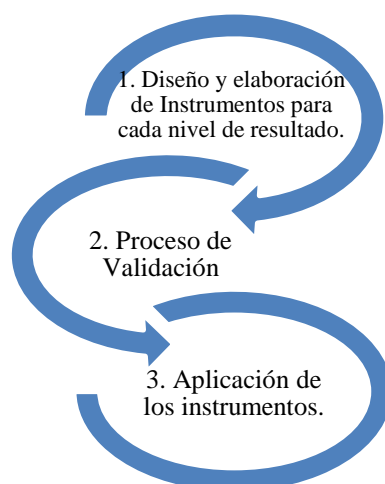 1. Diseño y elaboración
de Instrumentos para
cada nivel de resultado.
2. Proceso de
Validación
3. Aplicación de
los instrumentos.